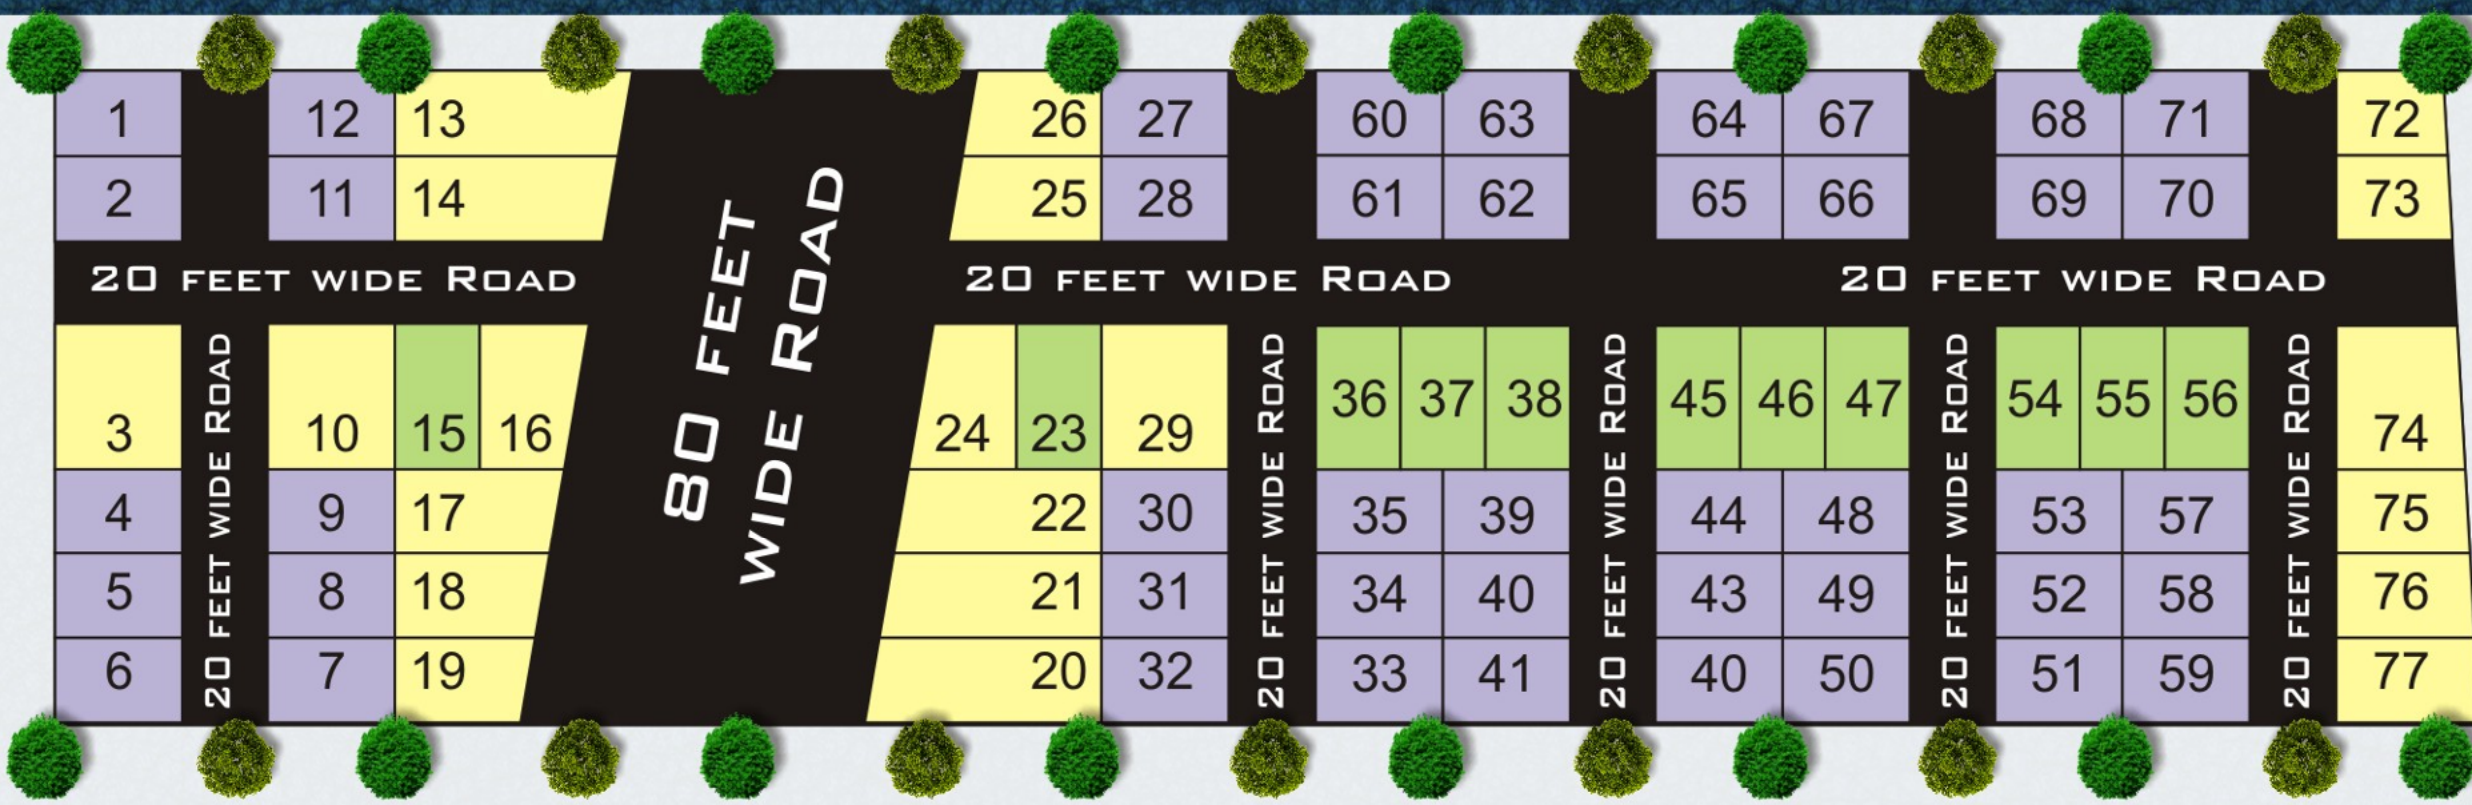 1 12 13 26 27 60 63 64 67 68 71 72
2 11 14 25 28 61 62 65 66 69 70 73
80 FEET
WIDE ROAD
20 FEET WIDE ROAD 20 FEET WIDE ROAD 20 FEET WIDE ROAD
36 37 38 45 46 47 54 55 56
3 10 15 16 24 23 29 74
4 9 17 22 30 35 39 44 48 53 57 75
5 8 18 21 31 34 40 43 49 52 58 76
6 7 19 20 32 33 41 40 50 51 59 77
20 FEET WIDE ROAD
20 FEET WIDE ROAD
20 FEET WIDE ROAD
20 FEET WIDE ROAD
20 FEET WIDE ROAD